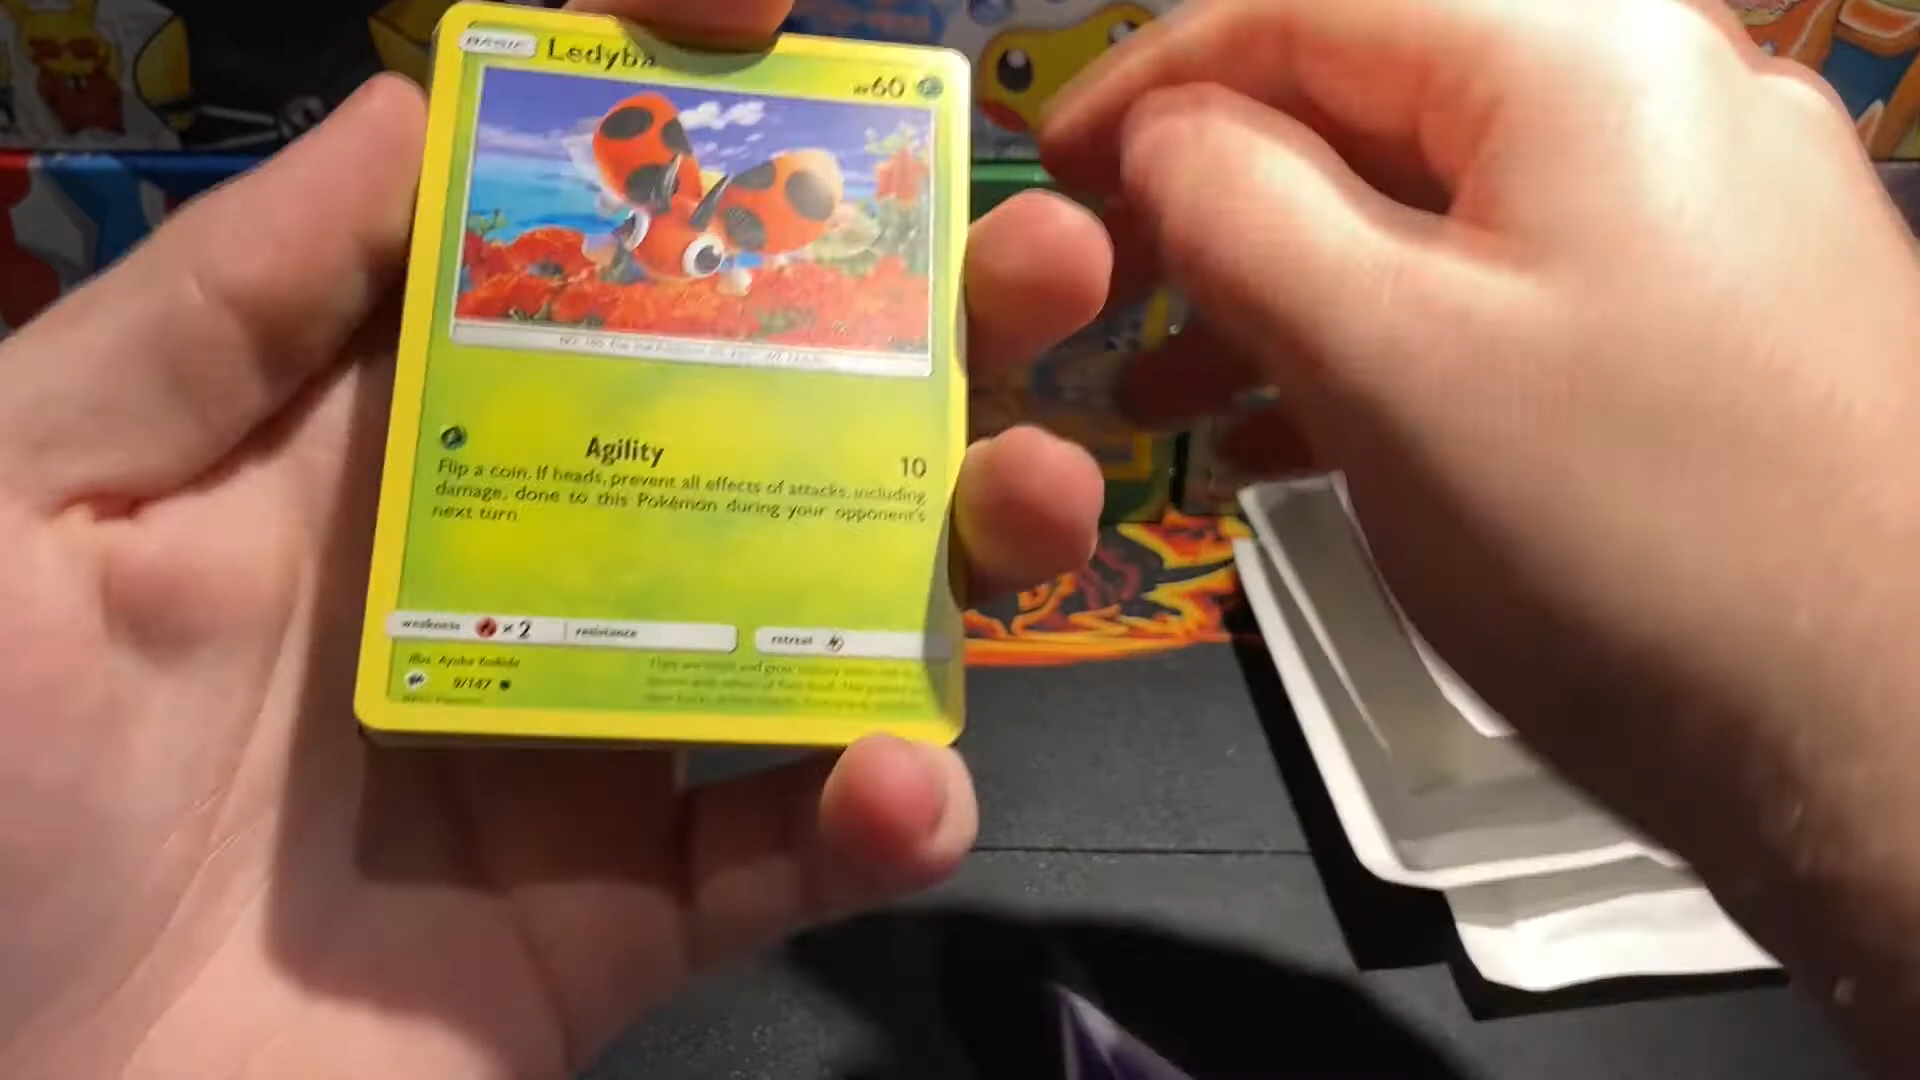 BASIC Ledyba
HP60
Agility 10
Flip a coin. If heads, prevent all effects of attacks, including
damage, done to this Pokémon during your opponent's
next turn.
weakness ×2 resistance retreat
Illus. Ayaka Yoshida
9/147